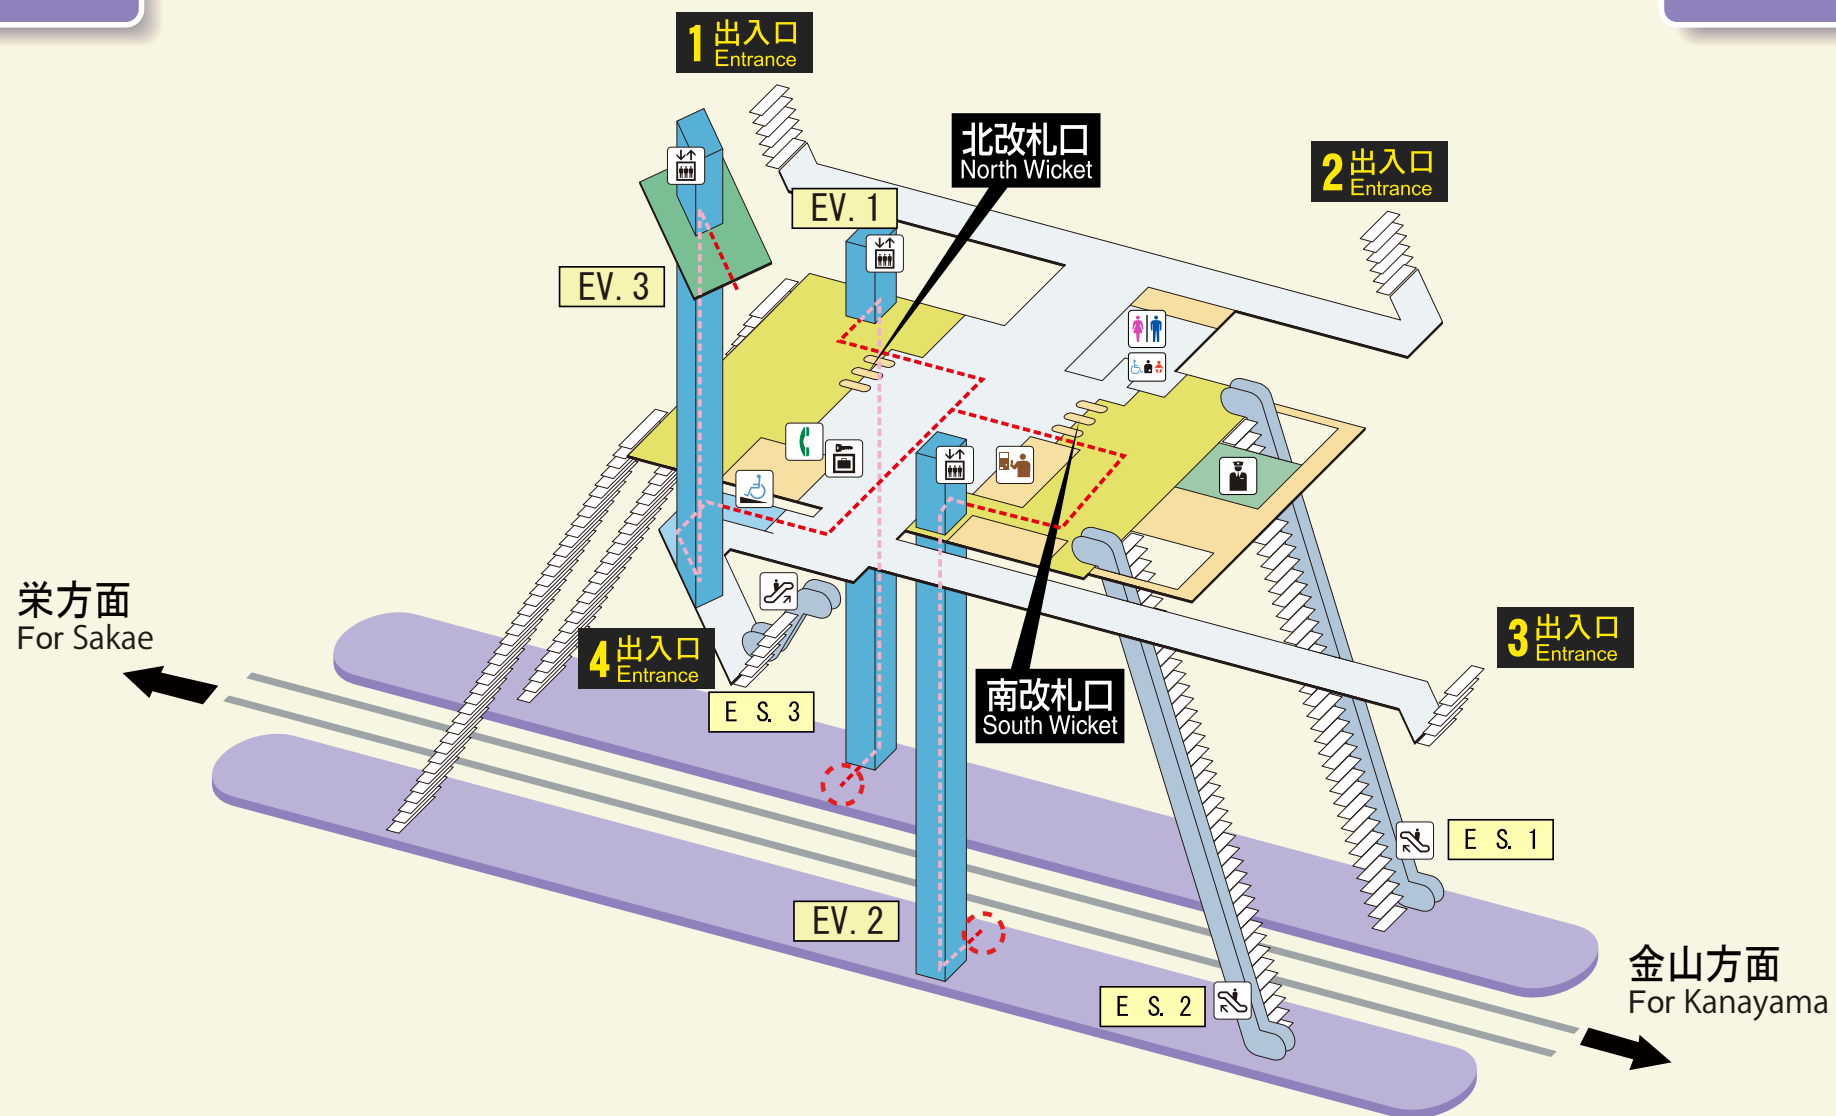 1 出入口
Entrance
北改札口
North Wicket
2 出入口
Entrance
EV. 1
EV. 3
栄方面
For Sakae
4 出入口
Entrance
3 出入口
Entrance
E S. 3
南改札口
South Wicket
E S. 1
EV. 2
金山方面
For Kanayama
E S. 2